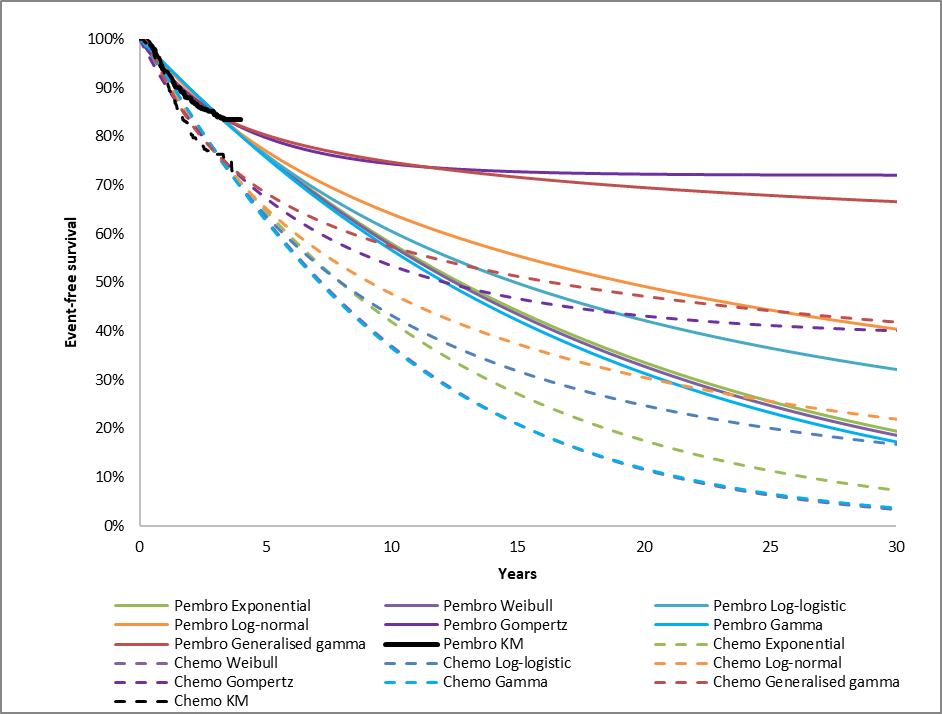 100%
90%
80%
70%
60%
50%
40%
30%
20%
10%
0%
Event-free survival
0 5 10 15 20 25 30
Years
Pembro Exponential Pembro Weibull Pembro Log-logistic
Pembro Log-normal Pembro Gompertz Pembro Gamma
Pembro Generalised gamma Pembro KM Chemo Exponential
Chemo Weibull Chemo Log-logistic Chemo Log-normal
Chemo Gompertz Chemo Gamma Chemo Generalised gamma
Chemo KM